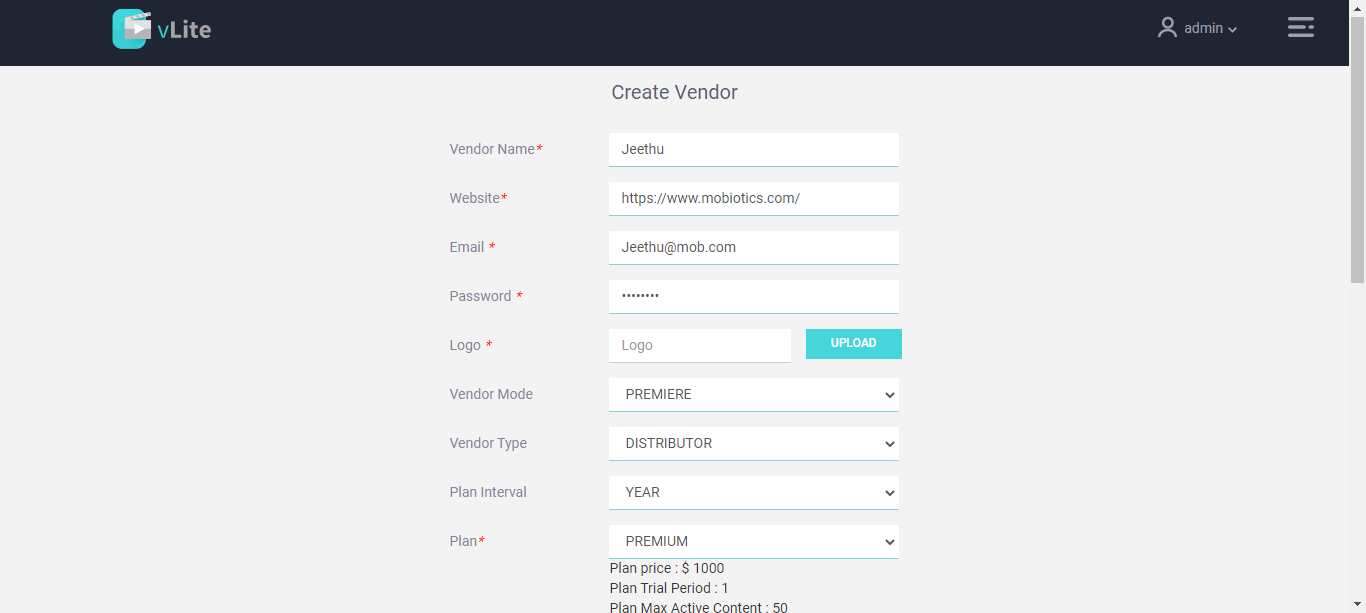 vLite
admin
Create Vendor
Vendor Name* Jeethu
Website* https://www.mobiotics.com/
Email * Jeethu@mob.com
Password * ••••••••
Logo * Logo UPLOAD
Vendor Mode PREMIERE
Vendor Type DISTRIBUTOR
Plan Interval YEAR
Plan* PREMIUM
Plan price : $ 1000
Plan Trial Period : 1
Plan Max Active Content : 50